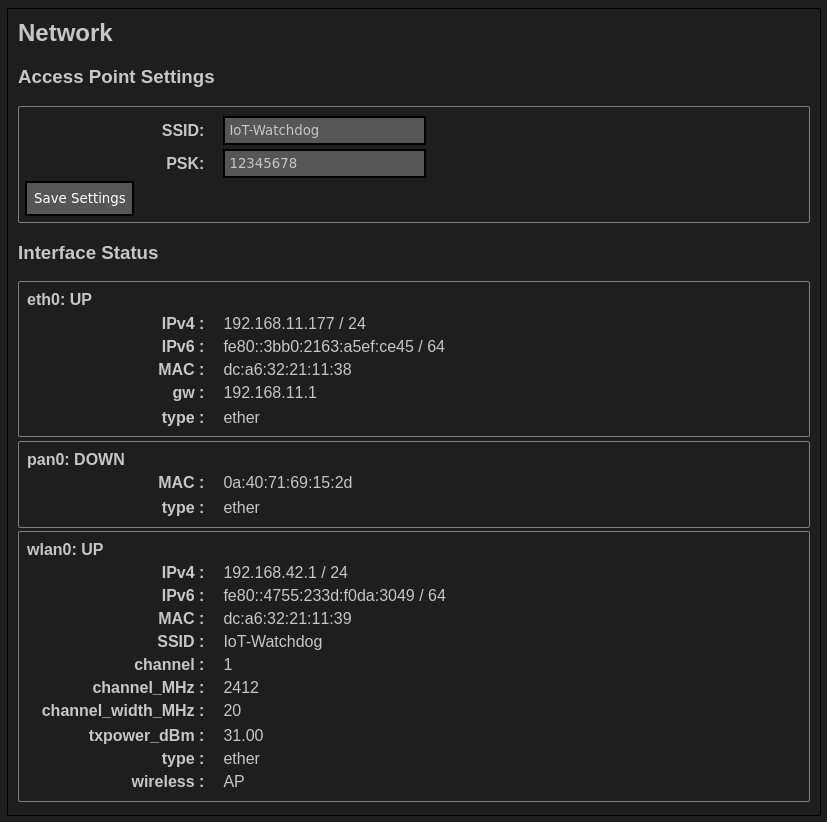 Network
Access Point Settings
SSID: IoT-Watchdog
PSK: 12345678
Save Settings
Interface Status
eth0: UP
IPv4 : 192.168.11.177 / 24
IPv6 : fe80::3bb0:2163:a5ef:ce45 / 64
MAC : dc:a6:32:21:11:38
gw : 192.168.11.1
type : ether
pan0: DOWN
MAC : 0a:40:71:69:15:2d
type : ether
wlan0: UP
IPv4 : 192.168.42.1 / 24
IPv6 : fe80::4755:233d:f0da:3049 / 64
MAC : dc:a6:32:21:11:39
SSID : IoT-Watchdog
channel : 1
channel_MHz : 2412
channel_width_MHz : 20
txpower_dBm : 31.00
type : ether
wireless : AP